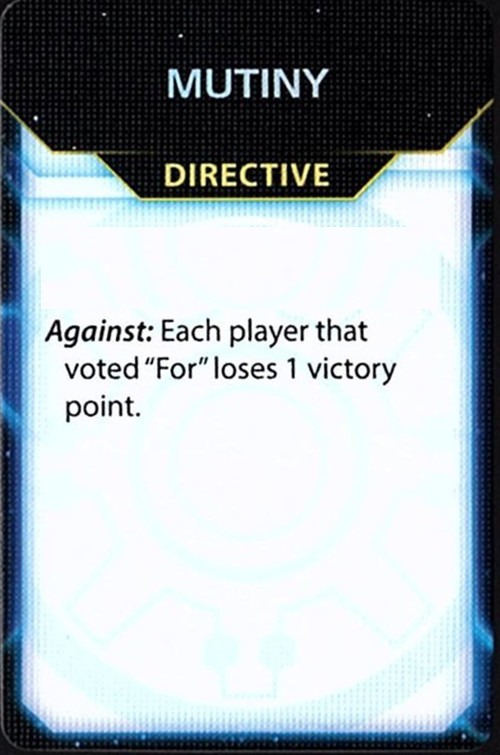 MUTINY
DIRECTIVE
Against: Each player that
voted “For” loses 1 victory
point.